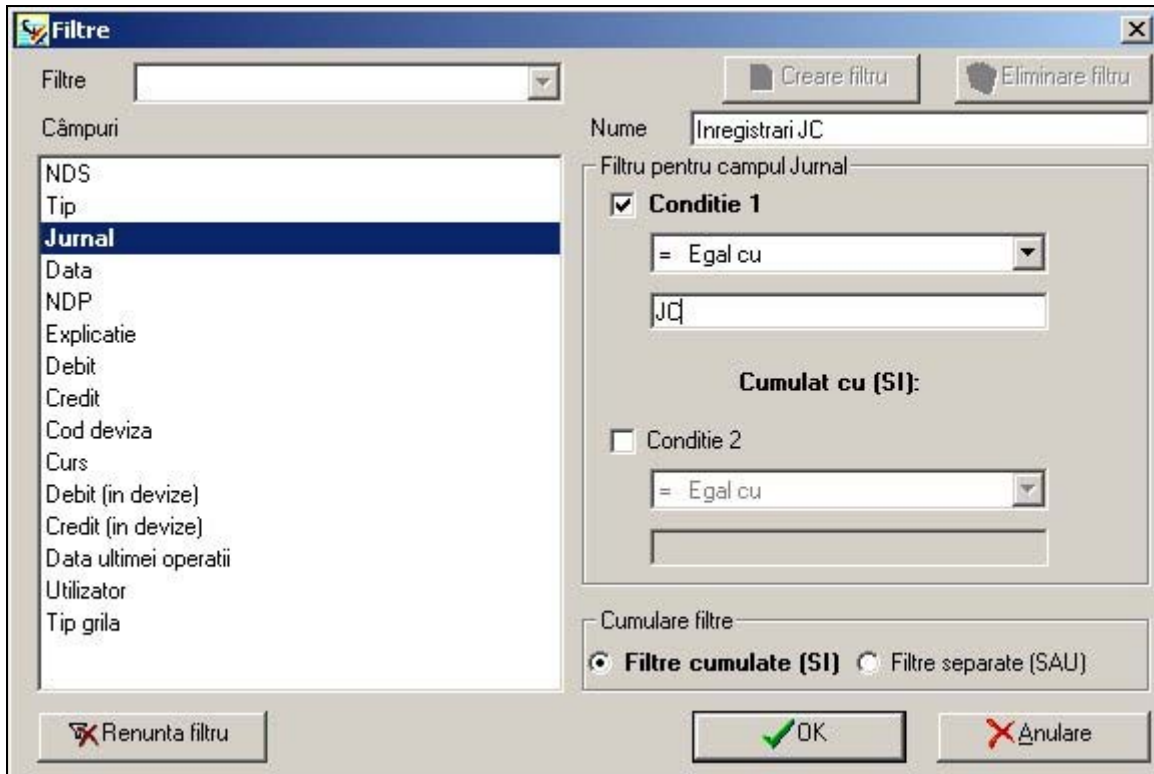 Filtre
Filtre
Creare filtru
Eliminare filtru
Câmpuri
Nume
Inregistrari JC
NDS
Tip
Jurnal
Data
NDP
Explicatie
Debit
Credit
Cod deviza
Curs
Debit (in devize)
Credit (in devize)
Data ultimei operatii
Utilizator
Tip grila
Filtru pentru campul Jurnal
Conditie 1
= Egal cu
JC
Cumulat cu (SI):
Conditie 2
= Egal cu
Cumulare filtre
Filtre cumulate (SI)
Filtre separate (SAU)
Renunta filtru
OK
Anulare